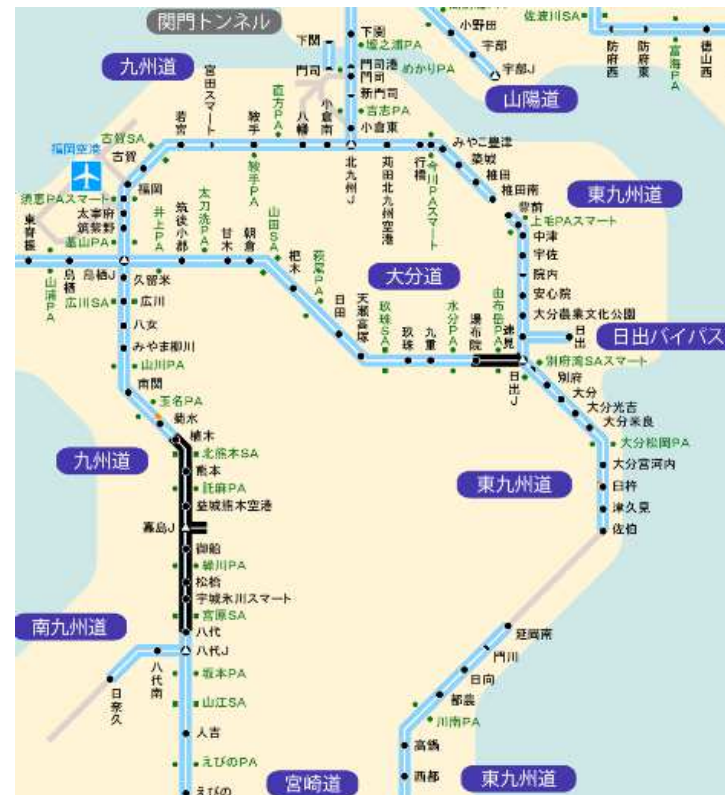 関門トンネル
九州道
下関
壇之浦PA
門司港
門司
めかりPA
新門司
吉志PA
小倉東
下関
門司
小野田
宇部
宇部J
山陽道
佐波川SA
防府西
防府東
富海PA
徳山西
古賀SA
福岡空港
古賀
若宮
宮田スマート
鞍手
鞍手PA
直方PA
八幡
小倉南
北九州J
苅田北九州空港
行橋
今川PAスマート
みやこ豊津
築城
椎田
椎田南
東九州道
豊前
上毛PAスマート
中津
宇佐
院内
安心院
大分農業文化公園
日出
日出バイパス
速見
日出J
別府湾SAスマート
別府
大分
大分光吉
大分米良
大分松岡PA
大分宮河内
臼杵
津久見
佐伯
東九州道
福岡
須恵PAスマート
太宰府
筑紫野
基山PA
東脊振
山浦PA
鳥栖
鳥栖J
井上PA
筑後小郡
太刀洗PA
甘木
朝倉
山田SA
杷木
萩尾PA
日田
天瀬高塚
大分道
玖珠SA
玖珠
九重
水分PA
湯布院
由布岳PA
久留米
広川SA
広川
八女
みやま柳川
山川PA
南関
玉名PA
菊水
植木
九州道
北熊本SA
熊本
託麻PA
益城熊本空港
嘉島J
御船
緑川PA
松橋
宇城氷川スマート
宮原SA
八代
八代J
南九州道
八代南
日奈久
坂本PA
山江SA
人吉
えびのPA
えびの
宮崎道
延岡南
門川
日向
都農
川南PA
高鍋
西都
東九州道